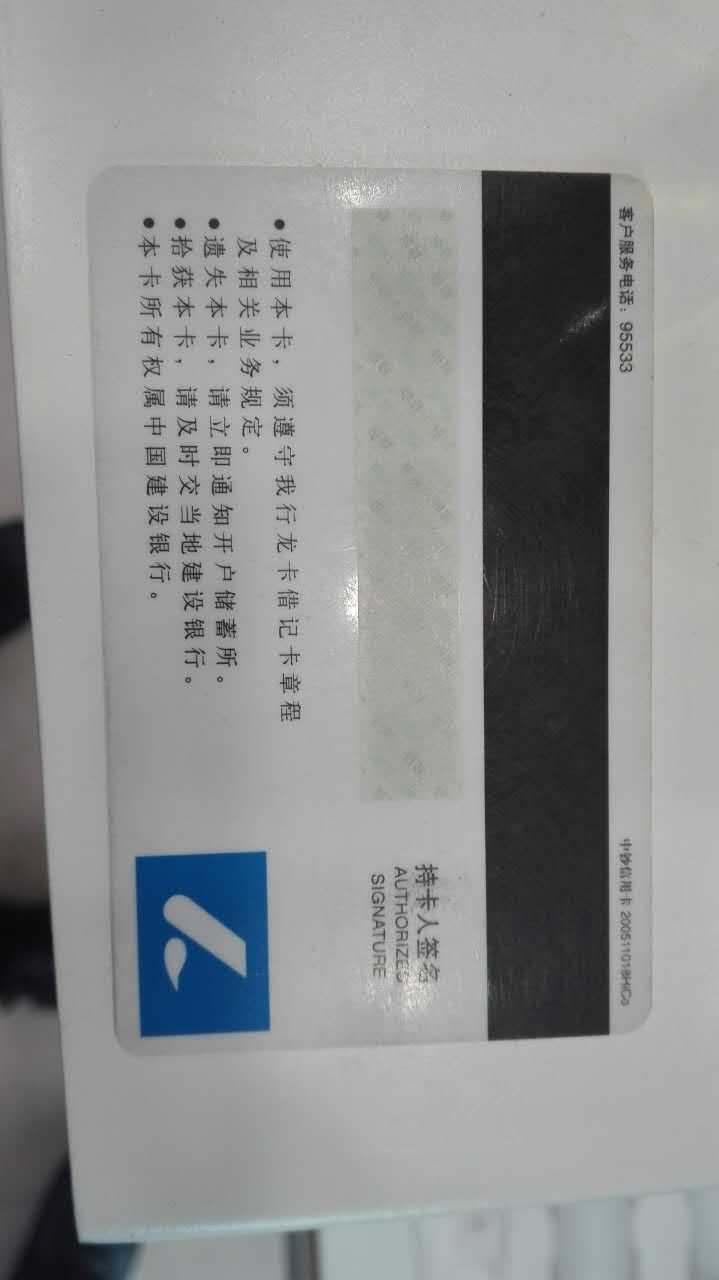 客户服务电话：95533
中钞信用卡 200511018HiCo
持卡人签名
AUTHORIZED
SIGNATURE
●使用本卡，须遵守我行龙卡借记卡章程
及相关业务规定。
●遗失本卡，请立即通知开户储蓄所。
●拾获本卡，请及时交当地建设银行。
●本卡所有权属中国建设银行。